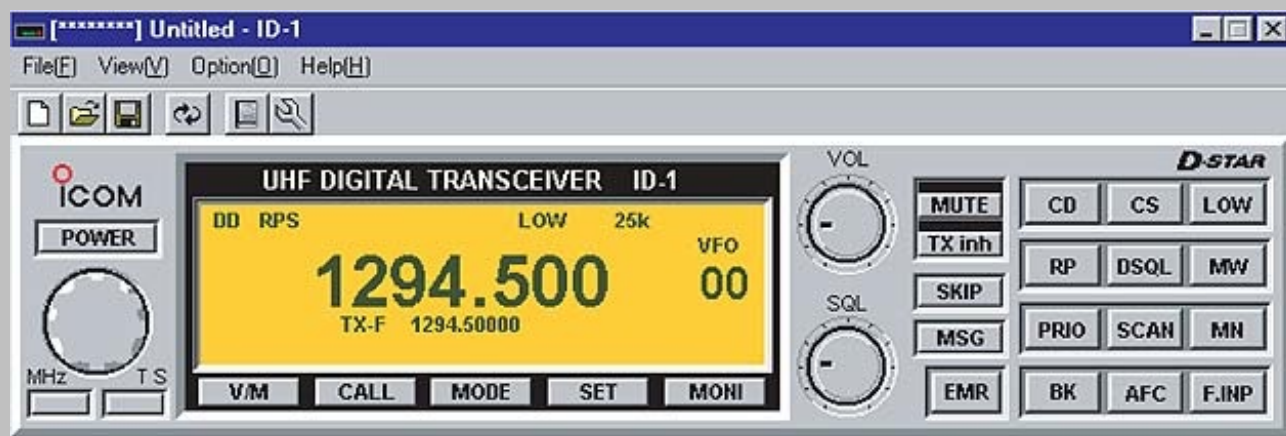 [********] Untitled - ID-1
File(F) View(V) Option(O) Help(H)
iCOM
POWER
MHz TS
UHF DIGITAL TRANSCEIVER ID-1
DD RPS LOW 25k
VFO
1294.500 00
TX-F 1294.50000
V/M CALL MODE SET MONI
VOL
SQL
MUTE
TX inh
SKIP
MSG
EMR
D-STAR
CD CS LOW
RP DSQL MW
PRIO SCAN MN
BK AFC F.INP